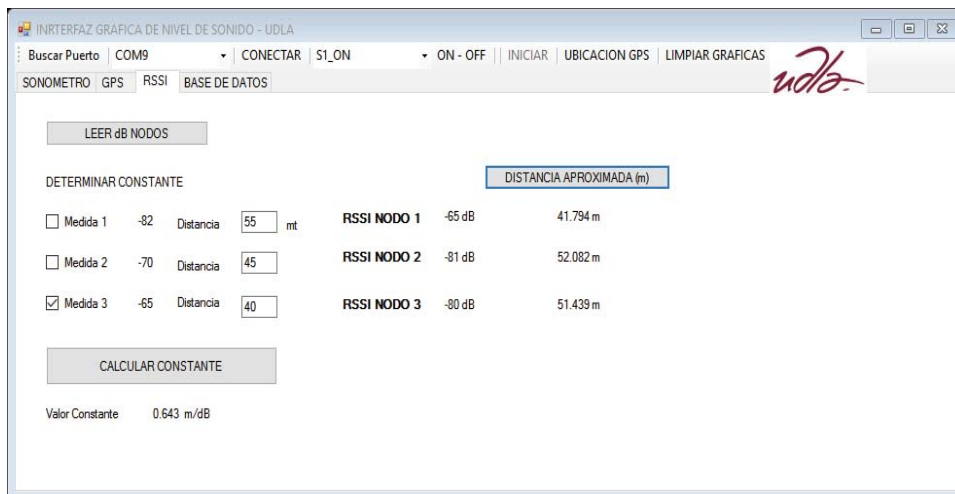 INRTERFAZ GRAFICA DE NIVEL DE SONIDO - UDLA
Buscar Puerto COM9 CONECTAR S1_ON ON - OFF INICIAR UBICACION GPS LIMPIAR GRAFICAS
udla-
SONOMETRO GPS RSSI BASE DE DATOS
LEER dB NODOS
DETERMINAR CONSTANTE DISTANCIA APROXIMADA (m)
Medida 1 -82 Distancia 55 mt RSSI NODO 1 -65 dB 41.794 m
Medida 2 -70 Distancia 45 RSSI NODO 2 -81 dB 52.082 m
Medida 3 -65 Distancia 40 RSSI NODO 3 -80 dB 51.439 m
CALCULAR CONSTANTE
Valor Constante 0.643 m/dB